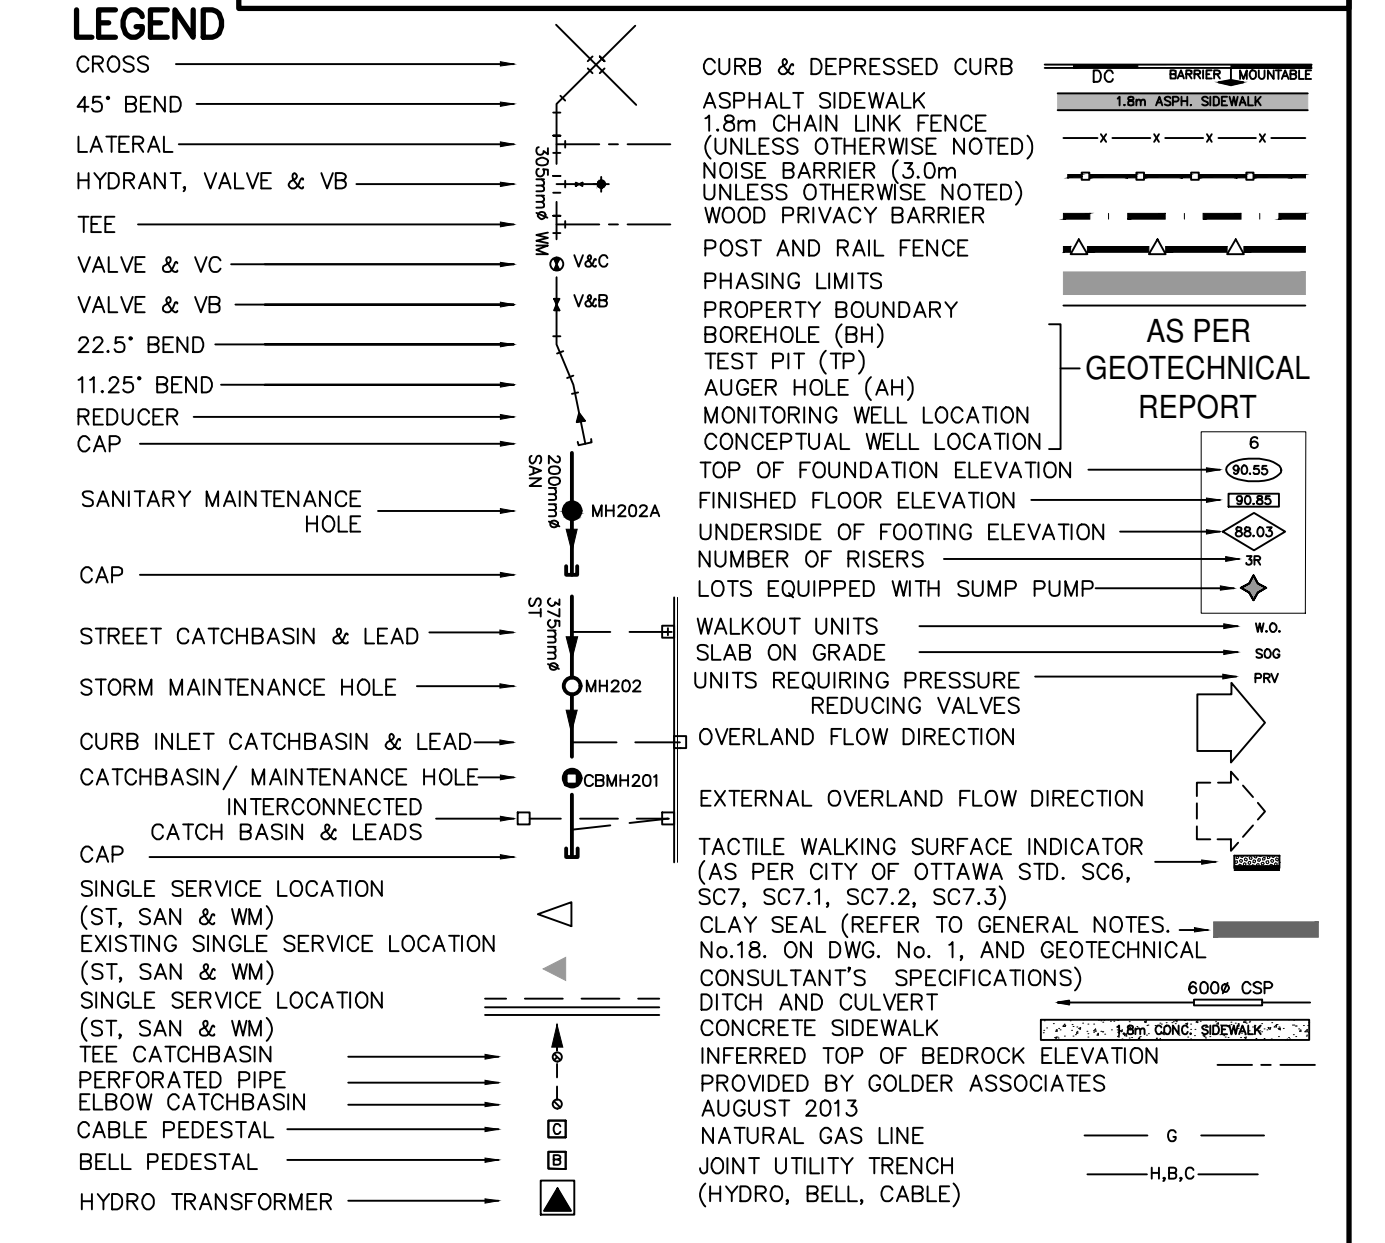 LEGEND
CROSS
45° BEND
LATERAL
HYDRANT, VALVE & VB
TEE
VALVE & VC
VALVE & VB
22.5° BEND
11.25° BEND
REDUCER
CAP
SANITARY MAINTENANCE
HOLE
CAP
STREET CATCHBASIN & LEAD
STORM MAINTENANCE HOLE
CURB INLET CATCHBASIN & LEAD
CATCHBASIN/ MAINTENANCE HOLE
INTERCONNECTED
CATCH BASIN & LEADS
CAP
SINGLE SERVICE LOCATION
(ST, SAN & WM)
EXISTING SINGLE SERVICE LOCATION
(ST, SAN & WM)
SINGLE SERVICE LOCATION
(ST, SAN & WM)
TEE CATCHBASIN
PERFORATED PIPE
ELBOW CATCHBASIN
CABLE PEDESTAL
BELL PEDESTAL
HYDRO TRANSFORMER
305mmø WM
V&C
V&B
200mmø
SAN
MH202A
375mmø
ST
MH202
CBMH201
C
B
CURB & DEPRESSED CURB
DC BARRIER MOUNTABLE
ASPHALT SIDEWALK
1.8m ASPH. SIDEWALK
1.8m CHAIN LINK FENCE
(UNLESS OTHERWISE NOTED)
X X X X
NOISE BARRIER (3.0m
UNLESS OTHERWISE NOTED)
WOOD PRIVACY BARRIER
POST AND RAIL FENCE
PHASING LIMITS
PROPERTY BOUNDARY
BOREHOLE (BH)
TEST PIT (TP)
AUGER HOLE (AH)
MONITORING WELL LOCATION
CONCEPTUAL WELL LOCATION
AS PER
GEOTECHNICAL
REPORT
6
TOP OF FOUNDATION ELEVATION
90.55
FINISHED FLOOR ELEVATION
90.85
UNDERSIDE OF FOOTING ELEVATION
88.03
NUMBER OF RISERS
3R
LOTS EQUIPPED WITH SUMP PUMP
WALKOUT UNITS
W.O.
SLAB ON GRADE
SOG
UNITS REQUIRING PRESSURE
REDUCING VALVES
PRV
OVERLAND FLOW DIRECTION
EXTERNAL OVERLAND FLOW DIRECTION
TACTILE WALKING SURFACE INDICATOR
(AS PER CITY OF OTTAWA STD. SC6,
SC7, SC7.1, SC7.2, SC7.3)
CLAY SEAL (REFER TO GENERAL NOTES.
No.18. ON DWG. No. 1, AND GEOTECHNICAL
CONSULTANT'S SPECIFICATIONS)
DITCH AND CULVERT
600ø CSP
CONCRETE SIDEWALK
1.8m CONC. SIDEWALK
INFERRED TOP OF BEDROCK ELEVATION
PROVIDED BY GOLDER ASSOCIATES
AUGUST 2013
NATURAL GAS LINE
G
JOINT UTILITY TRENCH
(HYDRO, BELL, CABLE)
H,B,C